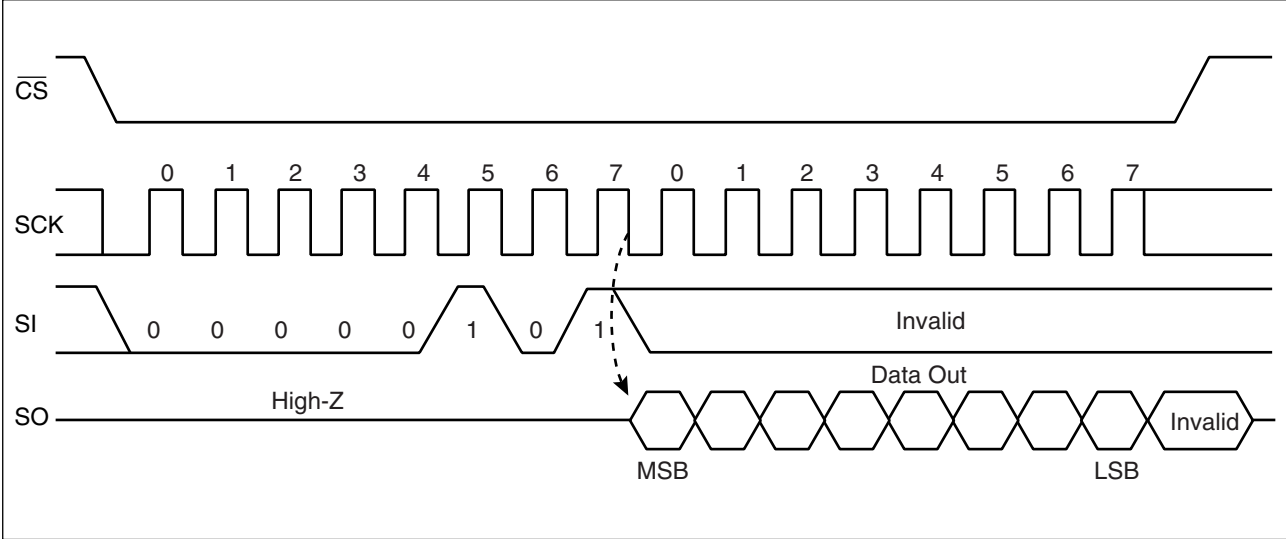 C̅S̅
0 1 2 3 4 5 6 7 0 1 2 3 4 5 6 7
SCK
SI
0 0 0 0 0 1 0 1
Invalid
Data Out
High-Z
SO
Invalid
MSB
LSB